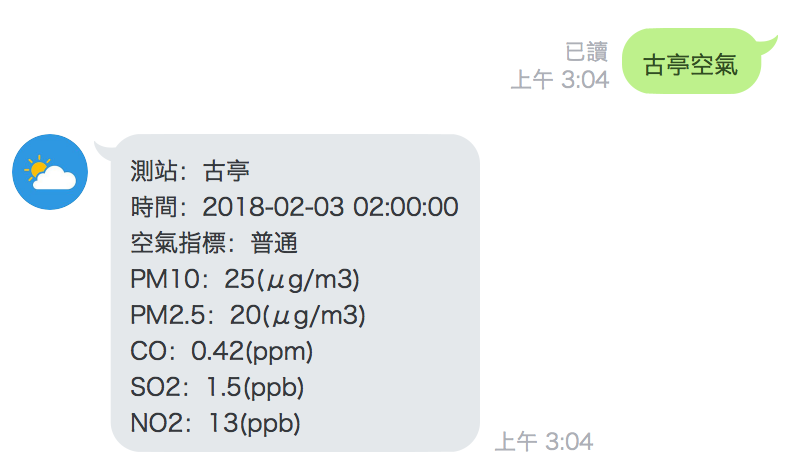 已讀
上午 3:04
古亭空氣
測站：古亭
時間：2018-02-03 02:00:00
空氣指標：普通
PM10：25(μg/m3)
PM2.5：20(μg/m3)
CO：0.42(ppm)
SO2：1.5(ppb)
NO2：13(ppb)
上午 3:04